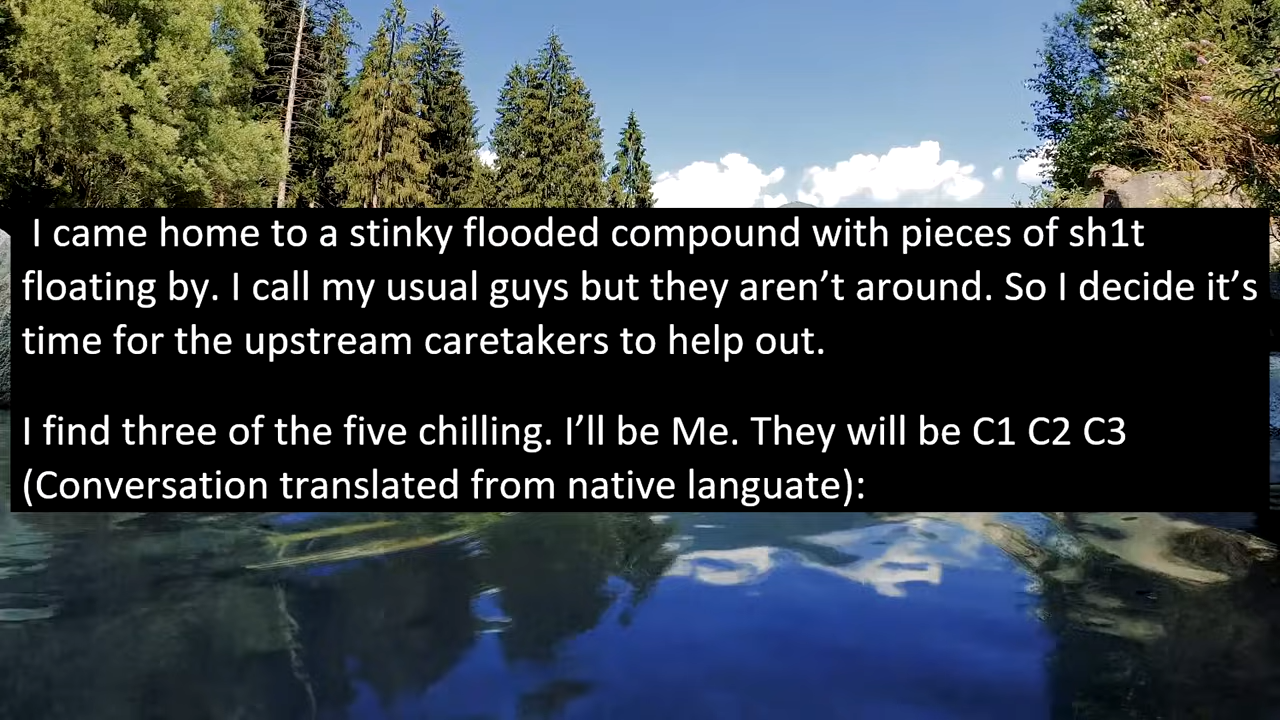 I came home to a stinky flooded compound with pieces of sh1t
floating by. I call my usual guys but they aren’t around. So I decide it’s
time for the upstream caretakers to help out.
I find three of the five chilling. I’ll be Me. They will be C1 C2 C3
(Conversation translated from native languate):